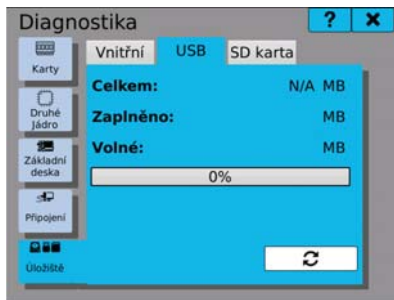 Diagnostika
?
Vnitřní USB SD karta
Karty
Druhé
Jádro
Základní
deska
Připojení
Úložiště
Celkem: N/A MB
Zaplněno: MB
Volné: MB
0%